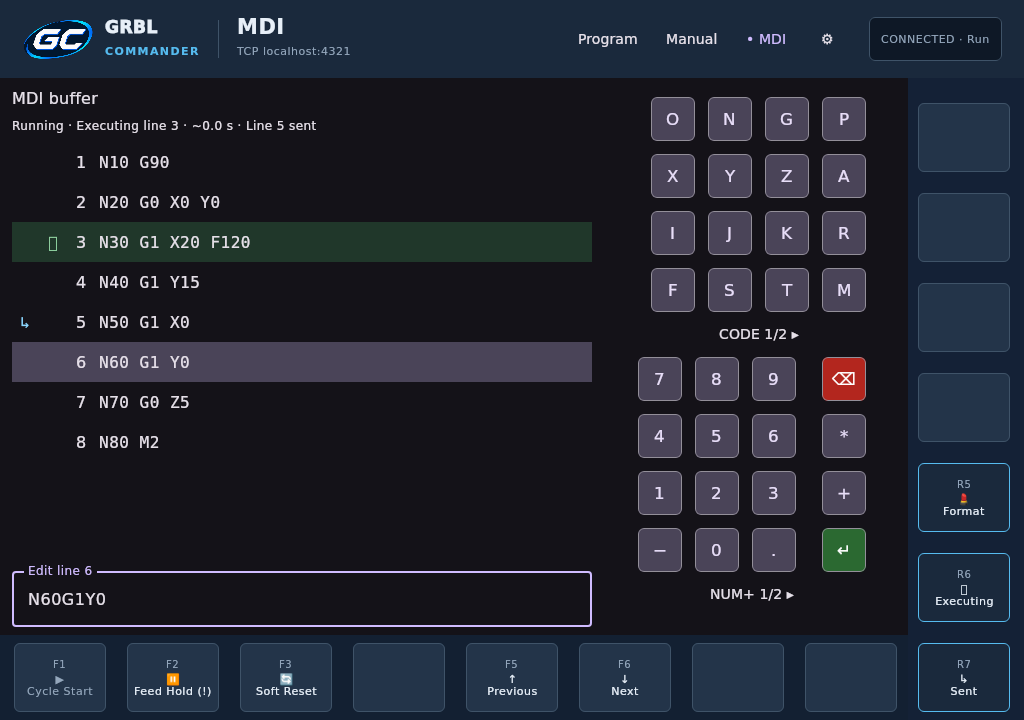 GC
GRBL
COMMANDER
MDI
TCP localhost:4321
Program
Manual
• MDI
⚙
CONNECTED · Run
MDI buffer
Running · Executing line 3 · ~0.0 s · Line 5 sent
1 N10 G90
2 N20 G0 X0 Y0
3 N30 G1 X20 F120
4 N40 G1 Y15
↳ 5 N50 G1 X0
6 N60 G1 Y0
7 N70 G0 Z5
8 N80 M2
Edit line 6
N60G1Y0
O N G P
X Y Z A
I J K R
F S T M
CODE 1/2 ▸
7 8 9 ⌫
4 5 6 *
1 2 3 +
− 0 . ↵
NUM+ 1/2 ▸
R5
Format
R6
Executing
R7
↳
Sent
F1
▶
Cycle Start
F2
⏸
Feed Hold (!)
F3
🔄
Soft Reset
F5
↑
Previous
F6
↓
Next